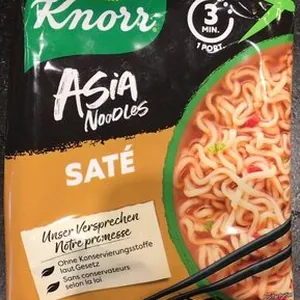 Knorr
3
MIN.
1 PORT.
ASiA
NOODLES
SATÉ
Unser Versprechen
Notre promesse
Ohne Konservierungsstoffe
laut Gesetz
Sans conservateurs
selon la loi